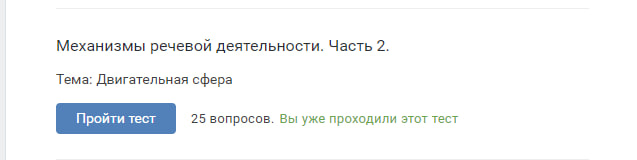 Механизмы речевой деятельности. Часть 2.
Тема: Двигательная сфера
Пройти тест 25 вопросов. Вы уже проходили этот тест